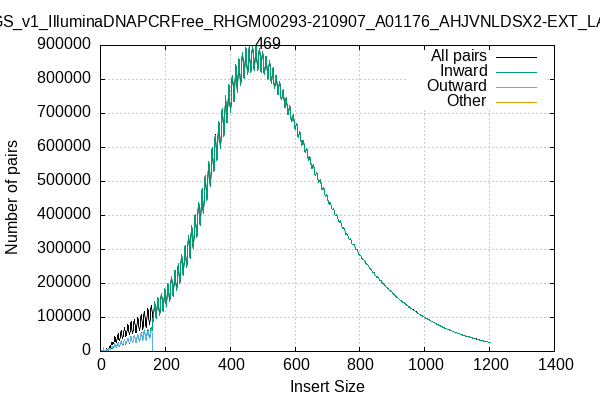 GS_v1_IlluminaDNAPCRFree_RHGM00293-210907_A01176_AHJVNLDSX2-EXT_LA
469
All pairs
Inward
Outward
Other
900000
800000
700000
600000
500000
400000
300000
200000
100000
0
Number of pairs
0 200 400 600 800 1000 1200 1400
Insert Size